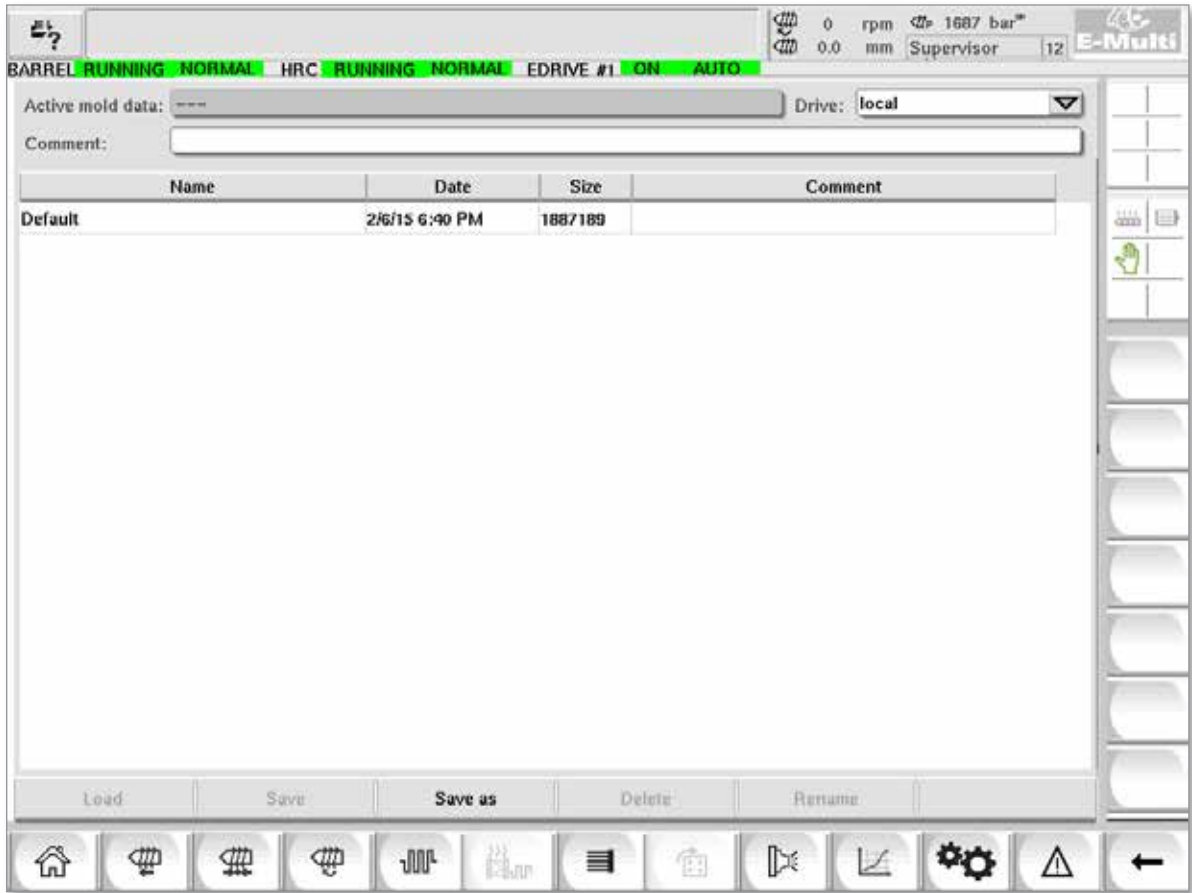 0 rpm 1687 bar
0.0 mm Supervisor 12 E-Multi
BARREL RUNNING NORMAL HRC RUNNING NORMAL EDRIVE #1 ON AUTO
Active mold data: --- Drive: local
Comment:
Name Date Size Comment
Default 2/6/15 6:40 PM 1887189
Load Save Save as Delete Rename